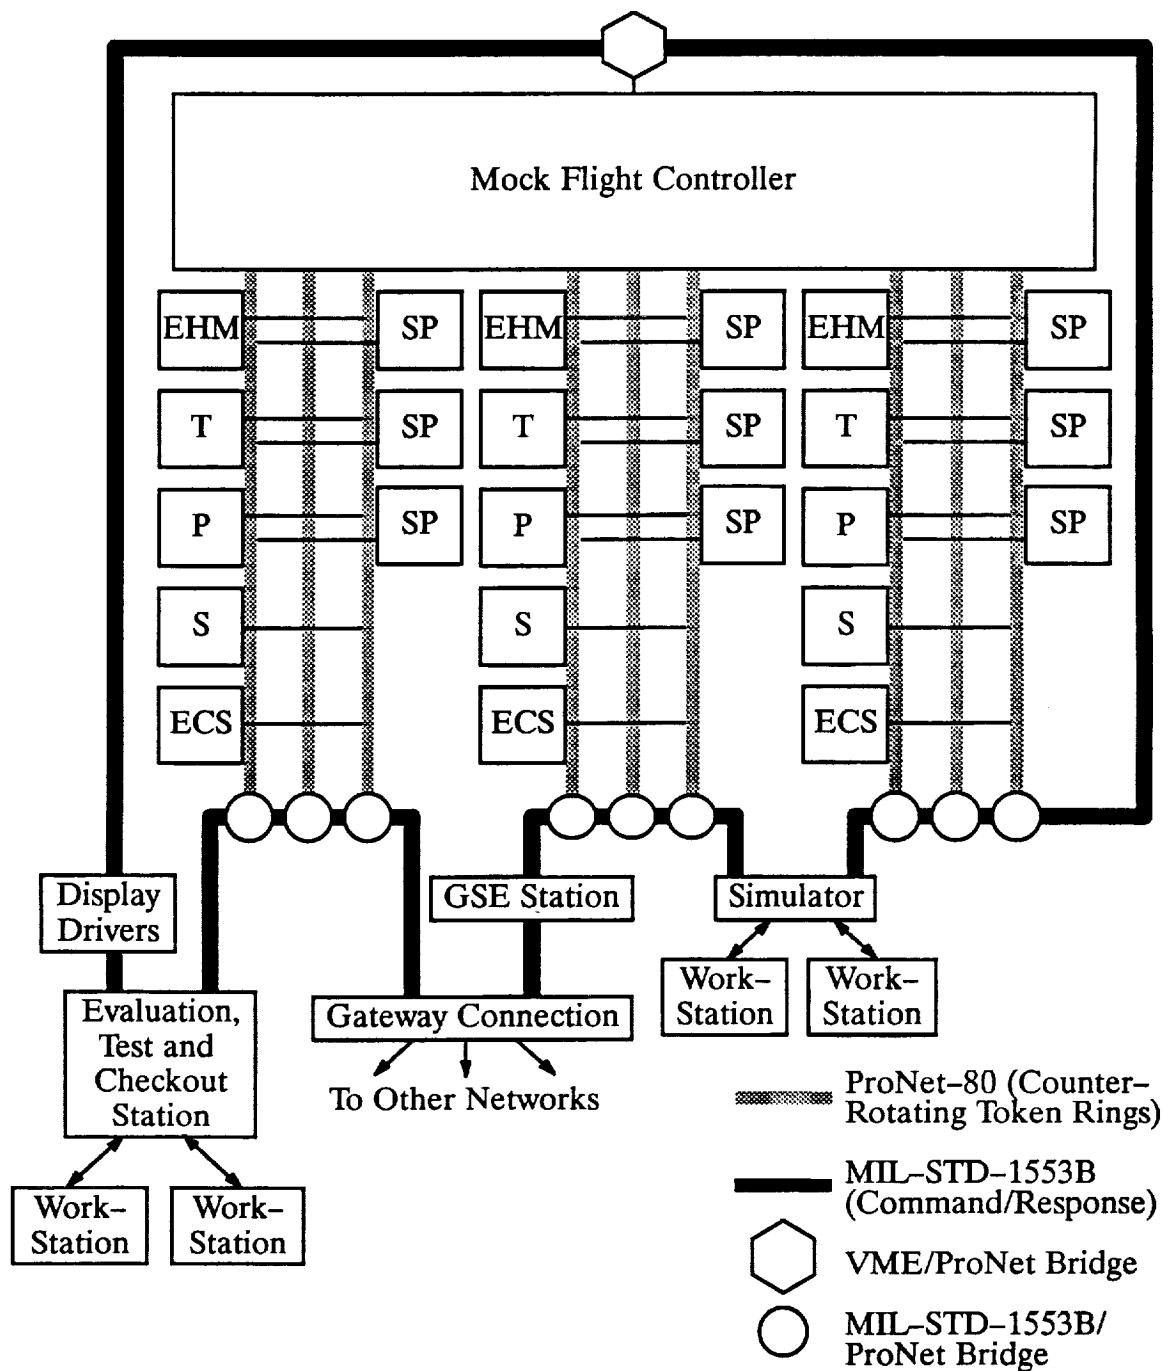 Mock Flight Controller
EHM SP EHM SP EHM SP
T SP T SP T SP
P SP P SP P SP
S S S
ECS ECS ECS
Display
Drivers
GSE Station
Simulator
Work–
Station
Work–
Station
Evaluation,
Test and
Checkout
Station
Gateway Connection
To Other Networks
Work–
Station
Work–
Station
ProNet–80 (Counter–
Rotating Token Rings)
MIL–STD–1553B
(Command/Response)
VME/ProNet Bridge
MIL–STD–1553B/
ProNet Bridge